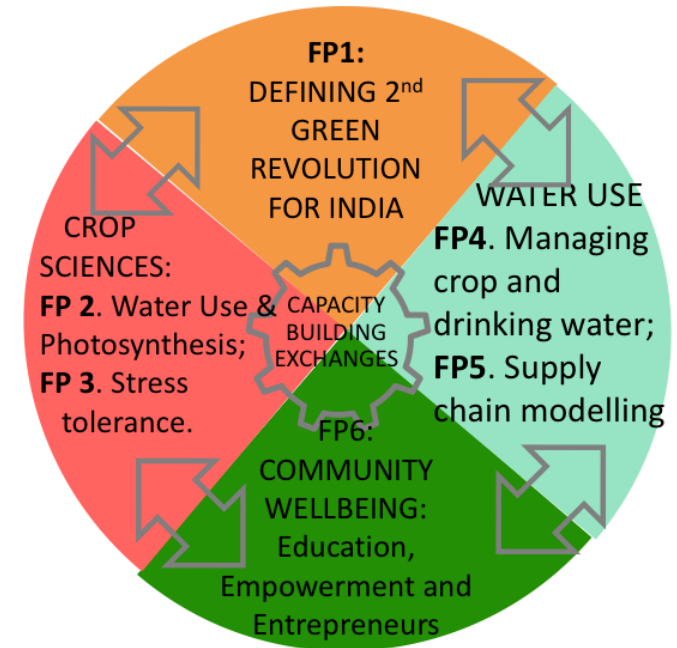 FP1:
DEFINING 2nd
GREEN
REVOLUTION
FOR INDIA
CROP
SCIENCES:
FP 2. Water Use &
Photosynthesis;
FP 3. Stress
tolerance.
CAPACITY
BUILDING
EXCHANGES
WATER USE
FP4. Managing
crop and
drinking water;
FP5. Supply
chain modelling
FP6:
COMMUNITY
WELLBEING:
Education,
Empowerment and
Entrepreneurs